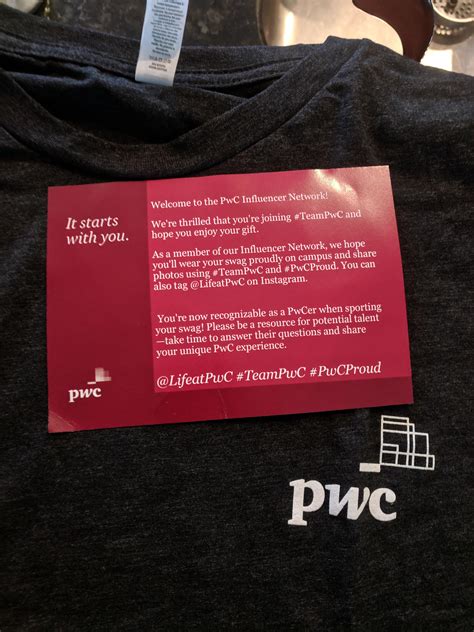 It starts
with you.
Welcome to the PwC Influencer Network!
We're thrilled that you're joining #TeamPwC and
hope you enjoy your gift.
As a member of our Influencer Network, we hope
you'll wear your swag proudly on campus and share
photos using #TeamPwC and #PwCProud. You can
also tag @LifeatPwC on Instagram.
You're now recognizable as a PwCer when sporting
your swag! Please be a resource for potential talent
—take time to answer their questions and share
your unique PwC experience.
@LifeatPwC #TeamPwC #PwCProud
pwc
pwc